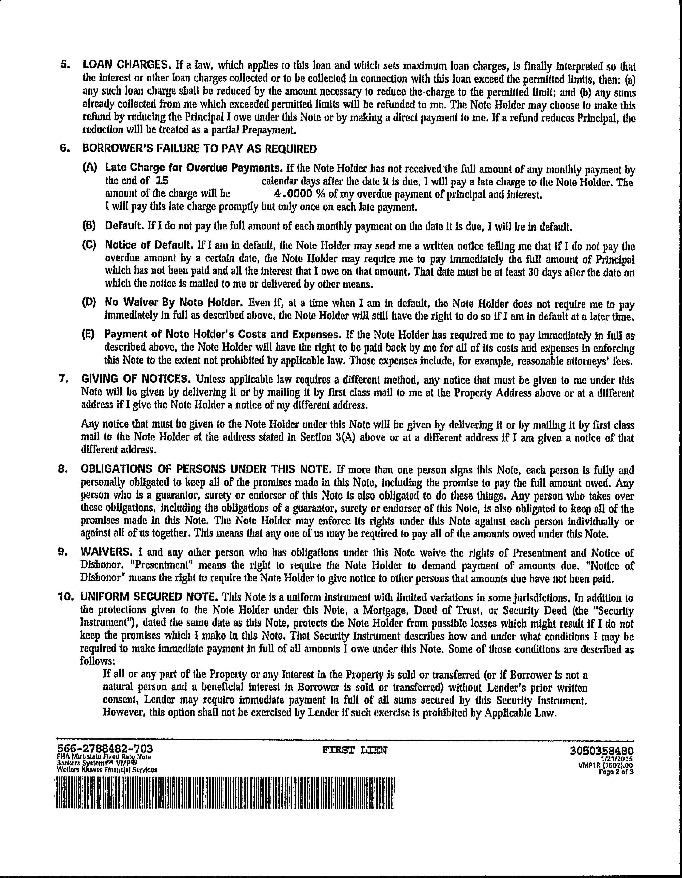 5. LOAN CHARGES. If a law, which applies to this loan and which sets maximum loan charges, is finally interpreted so that
the interest or other loan charges collected or to be collected in connection with this loan exceed the permitted limits, then: (a)
any such loan charge shall be reduced by the amount necessary to reduce the charge to the permitted limit; and (b) any sums
already collected from me which exceeded permitted limits will be refunded to me. The Note Holder may choose to make this
refund by reducing the Principal I owe under this Note or by making a direct payment to me. If a refund reduces Principal, the
reduction will be treated as a partial Prepayment.
6. BORROWER'S FAILURE TO PAY AS REQUIRED
(A) Late Charge for Overdue Payments. If the Note Holder has not received the full amount of any monthly payment by
the end of 15 calendar days after the date it is due, I will pay a late charge to the Note Holder. The
amount of the charge will be 4.0000 % of my overdue payment of principal and interest.
I will pay this late charge promptly but only once on each late payment.
(B) Default. If I do not pay the full amount of each monthly payment on the date it is due, I will be in default.
(C) Notice of Default. If I am in default, the Note Holder may send me a written notice telling me that if I do not pay the
overdue amount by a certain date, the Note Holder may require me to pay immediately the full amount of Principal
which has not been paid and all the interest that I owe on that amount. That date must be at least 30 days after the date on
which the notice is mailed to me or delivered by other means.
(D) No Waiver By Note Holder. Even if, at a time when I am in default, the Note Holder does not require me to pay
immediately in full as described above, the Note Holder will still have the right to do so if I am in default at a later time.
(E) Payment of Note Holder's Costs and Expenses. If the Note Holder has required me to pay immediately in full as
described above, the Note Holder will have the right to be paid back by me for all of its costs and expenses in enforcing
this Note to the extent not prohibited by applicable law. Those expenses include, for example, reasonable attorneys' fees.
7. GIVING OF NOTICES. Unless applicable law requires a different method, any notice that must be given to me under this
Note will be given by delivering it or by mailing it by first class mail to me at the Property Address above or at a different
address if I give the Note Holder a notice of my different address.
Any notice that must be given to the Note Holder under this Note will be given by delivering it or by mailing it by first class
mail to the Note Holder at the address stated in Section 3(A) above or at a different address if I am given a notice of that
different address.
8. OBLIGATIONS OF PERSONS UNDER THIS NOTE. If more than one person signs this Note, each person is fully and
personally obligated to keep all of the promises made in this Note, including the promise to pay the full amount owed. Any
person who is a guarantor, surety or endorser of this Note is also obligated to do these things. Any person who takes over
these obligations, including the obligations of a guarantor, surety or endorser of this Note, is also obligated to keep all of the
promises made in this Note. The Note Holder may enforce its rights under this Note against each person individually or
against all of us together. This means that any one of us may be required to pay all of the amounts owed under this Note.
9. WAIVERS. I and any other person who has obligations under this Note waive the rights of Presentment and Notice of
Dishonor. "Presentment" means the right to require the Note Holder to demand payment of amounts due. "Notice of
Dishonor" means the right to require the Note Holder to give notice to other persons that amounts due have not been paid.
10. UNIFORM SECURED NOTE. This Note is a uniform instrument with limited variations in some jurisdictions. In addition to
the protections given to the Note Holder under this Note, a Mortgage, Deed of Trust, or Security Deed (the "Security
Instrument"), dated the same date as this Note, protects the Note Holder from possible losses which might result if I do not
keep the promises which I make in this Note. That Security Instrument describes how and under what conditions I may be
required to make immediate payment in full of all amounts I owe under this Note. Some of those conditions are described as
follows:
If all or any part of the Property or any Interest in the Property is sold or transferred (or if Borrower is not a
natural person and a beneficial interest in Borrower is sold or transferred) without Lender's prior written
consent, Lender may require immediate payment in full of all sums secured by this Security Instrument.
However, this option shall not be exercised by Lender if such exercise is prohibited by Applicable Law.
566-2788482-703 FIRST LIEN 3050358480
FHA Multistate Fixed Rate Note
Bankers Systems™ VMP®
VMP1R (1502).00
Wolters Kluwer Financial Services Page 2 of 3